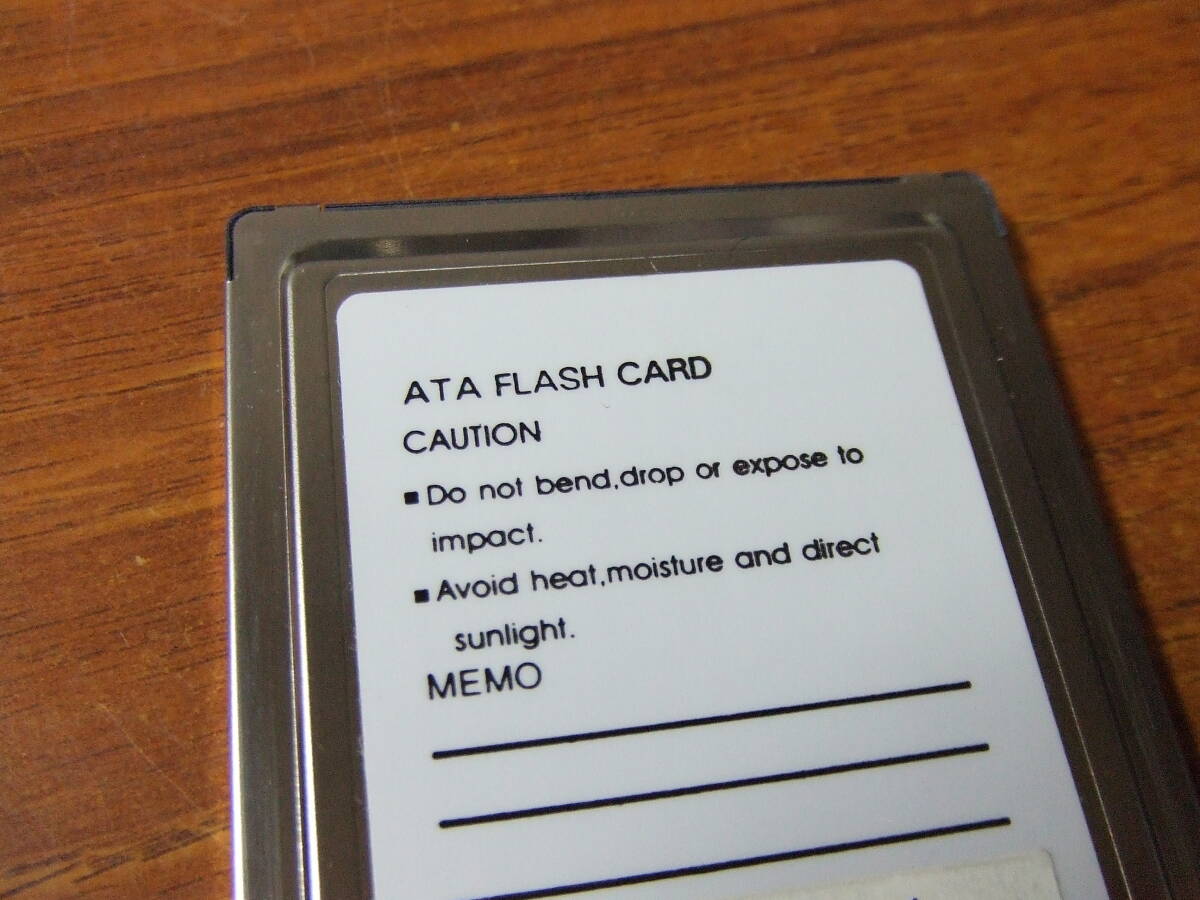 ATA FLASH CARD
CAUTION
■ Do not bend,drop or expose to
impact.
■ Avoid heat,moisture and direct
sunlight.
MEMO